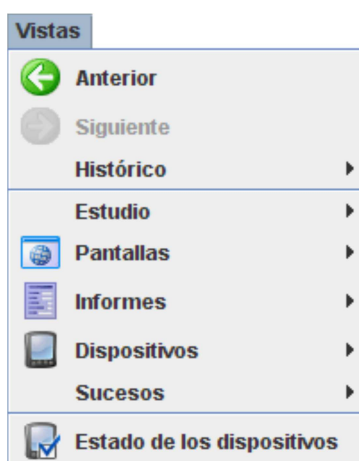 Vistas
Anterior
Siguiente
Histórico
Estudio
Pantallas
Informes
Dispositivos
Sucesos
Estado de los dispositivos